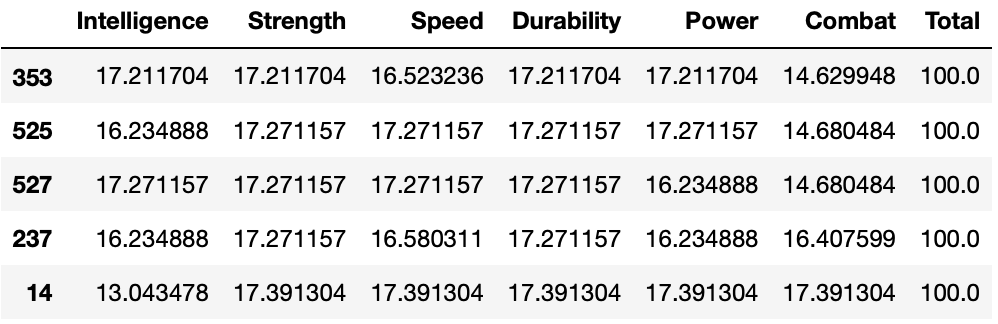 Intelligence Strength Speed Durability Power Combat Total
353 17.211704 17.211704 16.523236 17.211704 17.211704 14.629948 100.0
525 16.234888 17.271157 17.271157 17.271157 17.271157 14.680484 100.0
527 17.271157 17.271157 17.271157 17.271157 16.234888 14.680484 100.0
237 16.234888 17.271157 16.580311 17.271157 16.234888 16.407599 100.0
14 13.043478 17.391304 17.391304 17.391304 17.391304 17.391304 100.0